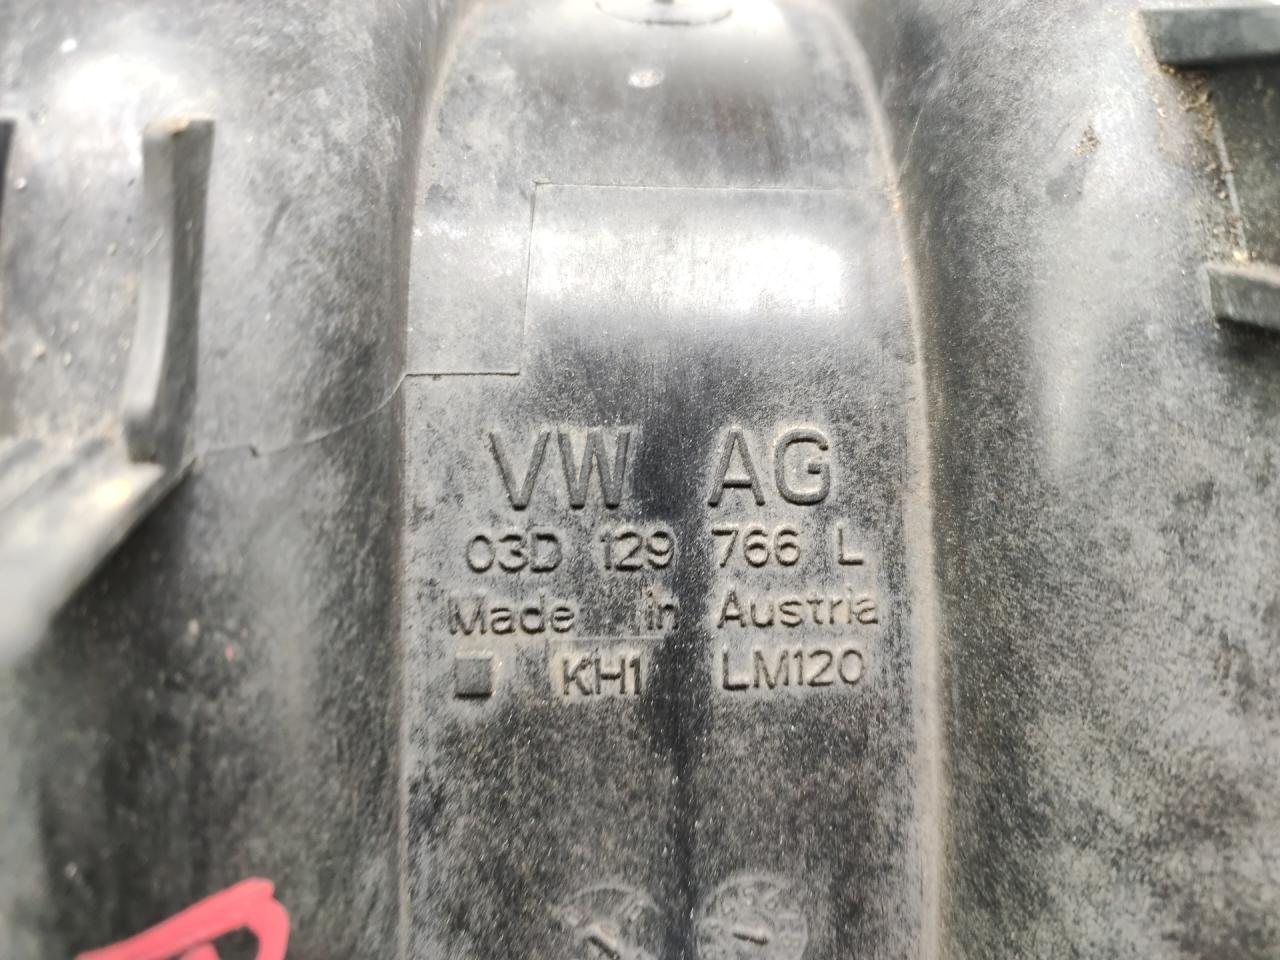 VW AG
03D 129 766 L
Made in Austria
KH1 LM120